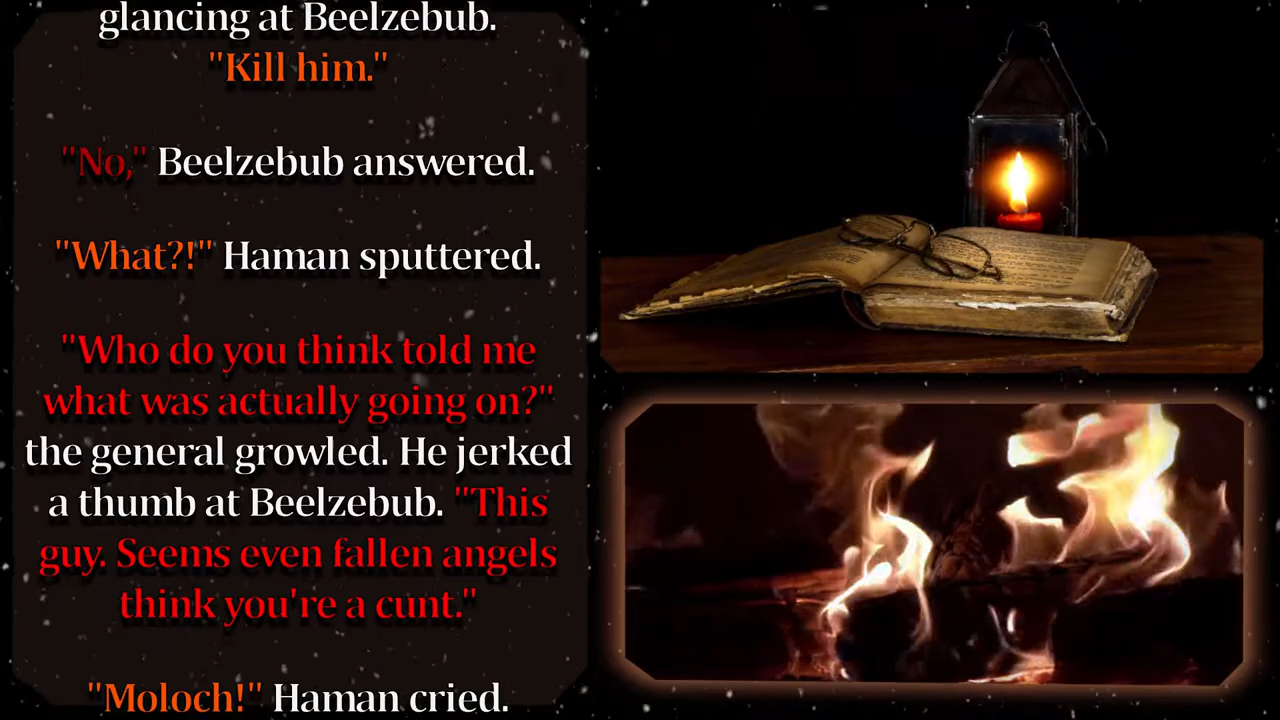 glancing at Beelzebub.
"Kill him."
"No," Beelzebub answered.
"What?!" Haman sputtered.
"Who do you think told me
what was actually going on?"
the general growled. He jerked
a thumb at Beelzebub. "This
guy. Seems even fallen angels
think you're a cunt."
"Moloch!" Haman cried.